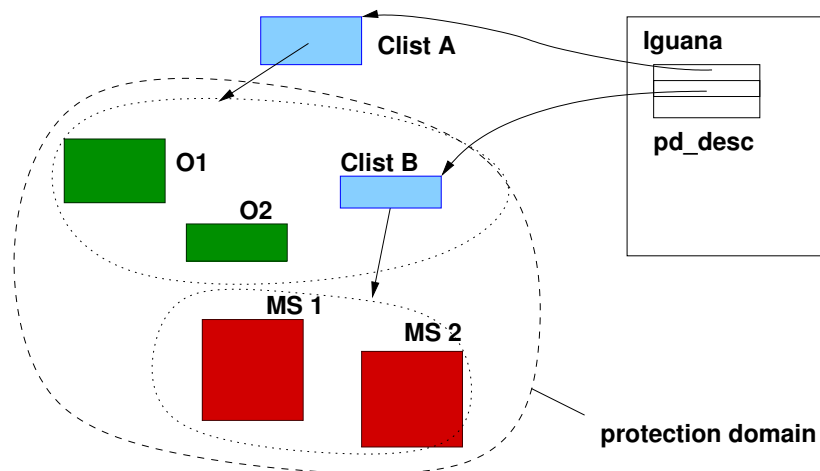 Clist A
Iguana
pd_desc
O1
Clist B
O2
MS 1
MS 2
protection domain